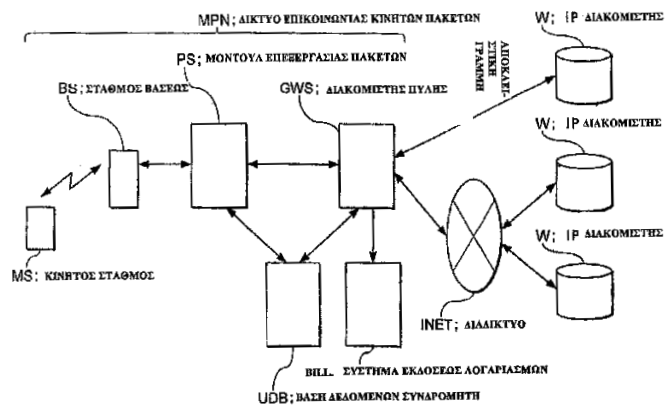 MPN; ΔΙΚΤΥΟ ΕΠΙΚΟΙΝΩΝΙΑΣ ΚΙΝΗΤΩΝ ΠΑΚΕΤΩΝ
W; IP ΔΙΑΚΟΜΙΣΤΗΣ
PS; ΜΟΝΤΟΥΛ ΕΠΕΞΕΡΓΑΣΙΑΣ ΠΑΚΕΤΩΝ
BS; ΣΤΑΘΜΟΣ ΒΑΣΕΩΣ
GWS; ΔΙΑΚΟΜΙΣΤΗΣ ΠΥΛΗΣ
ΑΠΟΚΛΕΙ-
ΣΤΙΚΗ
ΓΡΑΜΜΗ
W; IP ΔΙΑΚΟΜΙΣΤΗΣ
W; IP ΔΙΑΚΟΜΙΣΤΗΣ
MS; ΚΙΝΗΤΟΣ ΣΤΑΘΜΟΣ
INET; ΔΙΑΔΙΚΤΥΟ
BILL. ΣΥΣΤΗΜΑ ΕΚΔΟΣΕΩΣ ΛΟΓΑΡΙΑΣΜΩΝ
UDB; ΒΑΣΗ ΔΕΔΟΜΕΝΩΝ ΣΥΝΔΡΟΜΗΤΗ